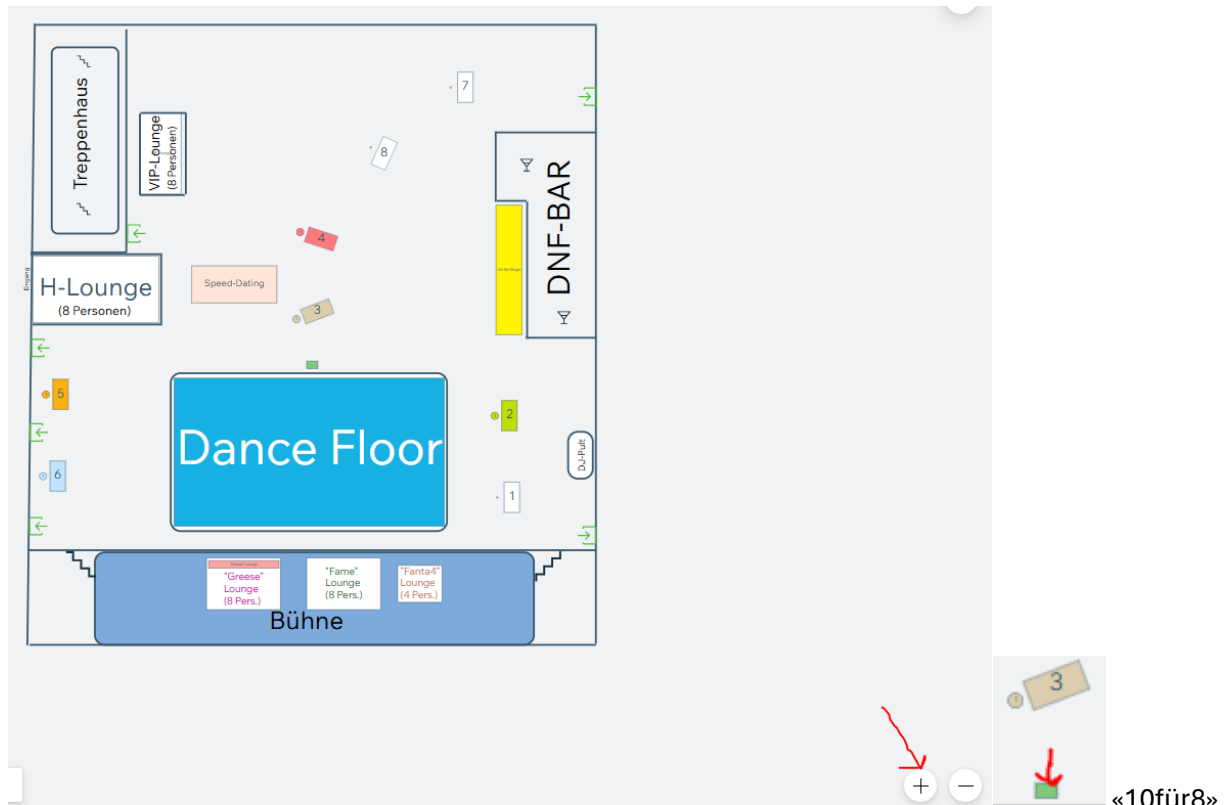 7
Treppenhaus
VIP-Lounge
(8 Personen)
8
DNF-BAR
4
Eingang
H-Lounge
(8 Personen)
Speed-Dating
3
5
2
Dance Floor
DJ-Pult
6
1
"Greese"
Lounge
(8 Pers.)
"Fame"
Lounge
(8 Pers.)
"Fanta4"
Lounge
(4 Pers.)
Bühne
3
+ −
«10für8»